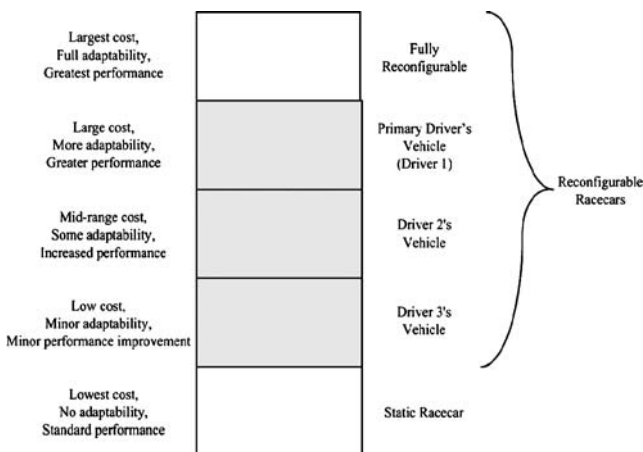 Largest cost,
Full adaptability,
Greatest performance
Fully
Reconfigurable
Large cost,
More adaptability,
Greater performance
Primary Driver's
Vehicle
(Driver 1)
Reconfigurable
Racecars
Mid-range cost,
Some adaptability,
Increased performance
Driver 2's
Vehicle
Low cost,
Minor adaptability,
Minor performance improvement
Driver 3's
Vehicle
Lowest cost,
No adaptability,
Standard performance
Static Racecar